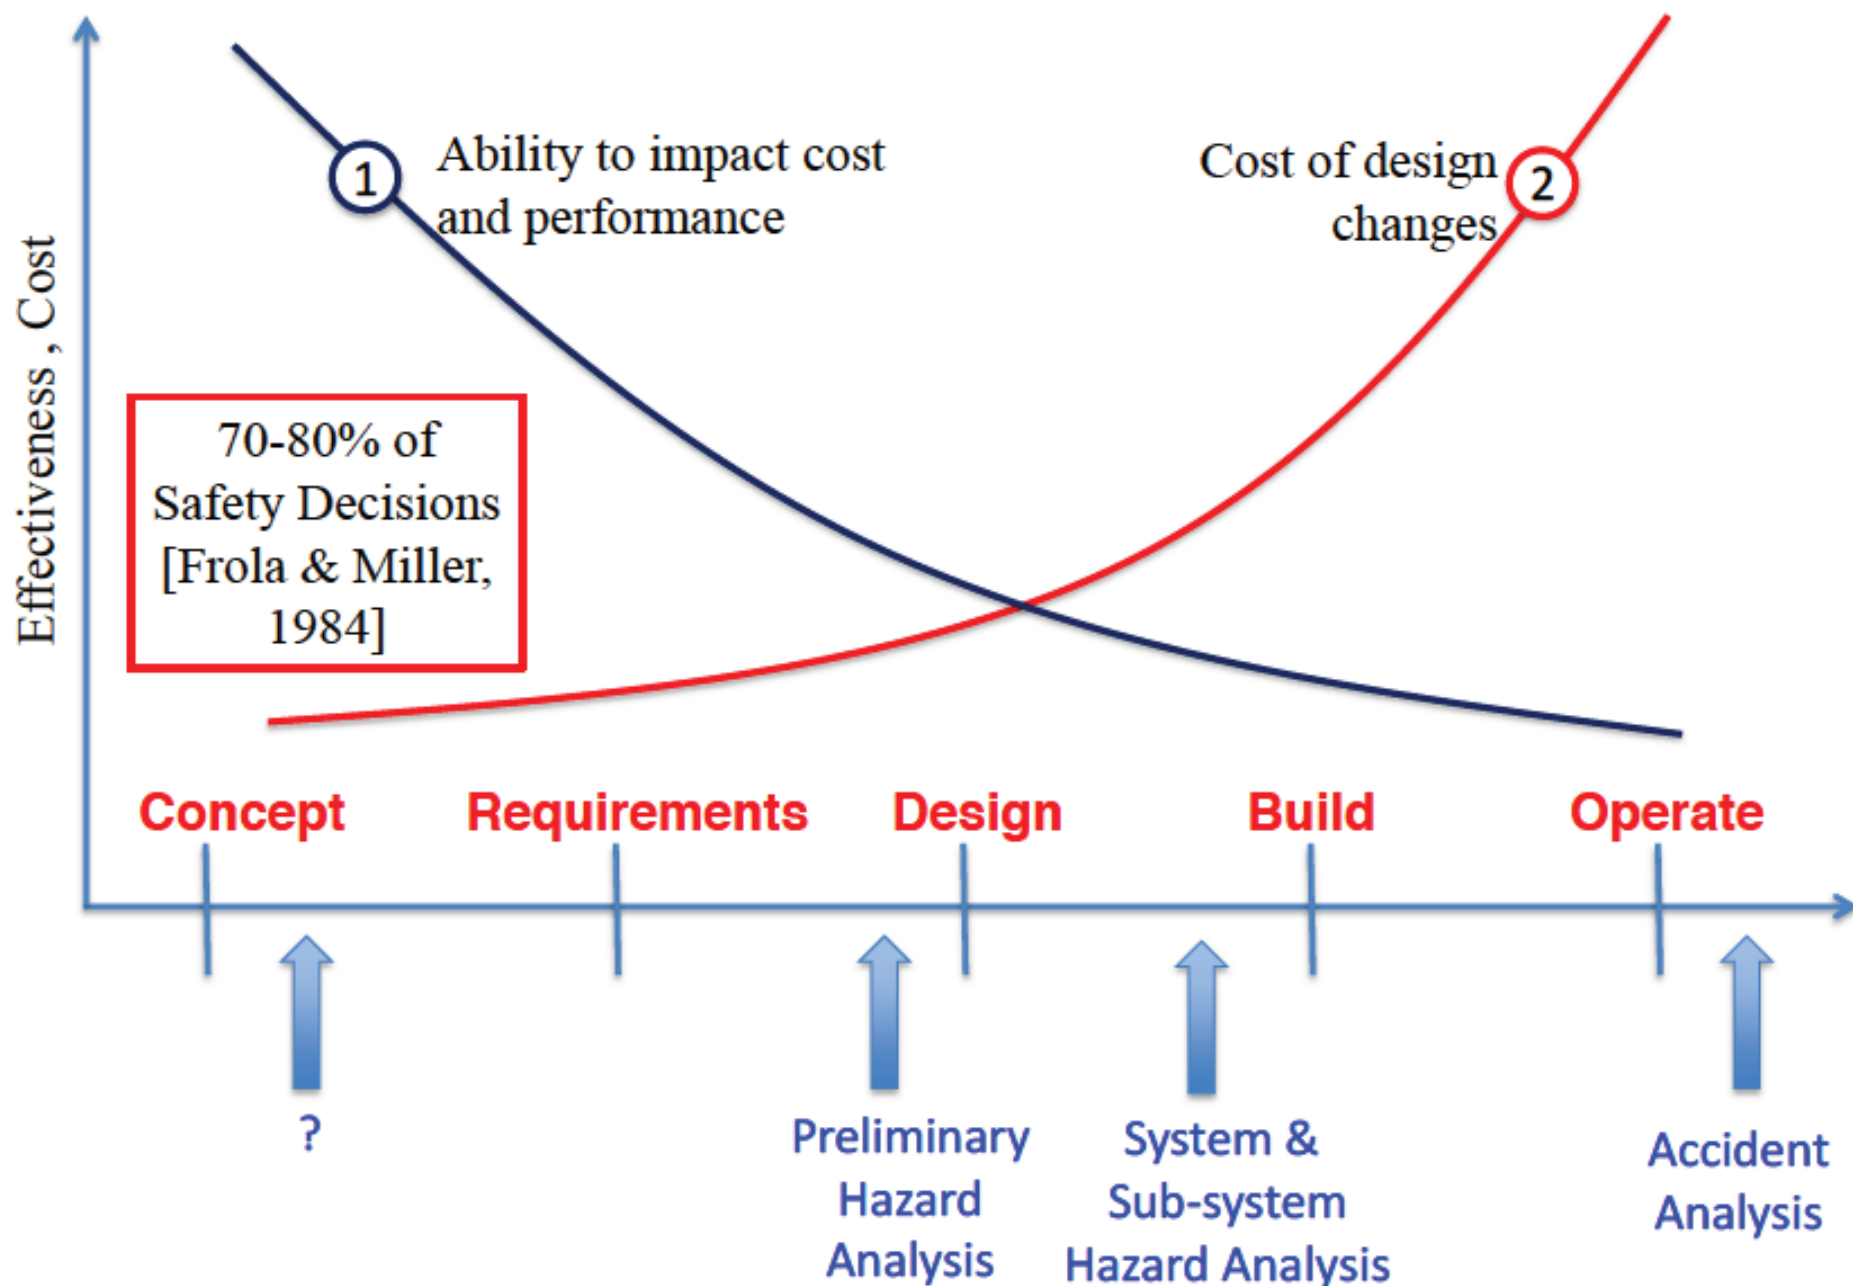 Effectiveness , Cost
1
Ability to impact cost
and performance
Cost of design
changes
2
70-80% of
Safety Decisions
[Frola & Miller,
1984]
Concept
Requirements
Design
Build
Operate
?
Preliminary
Hazard
Analysis
System &
Sub-system
Hazard Analysis
Accident
Analysis